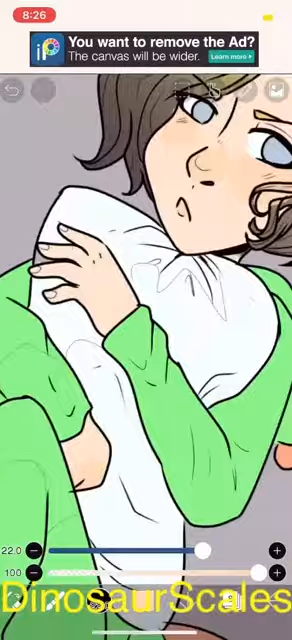 8:26
iP
You want to remove the Ad?
The canvas will be wider.
Learn more
22.0
100
DinosaurScales